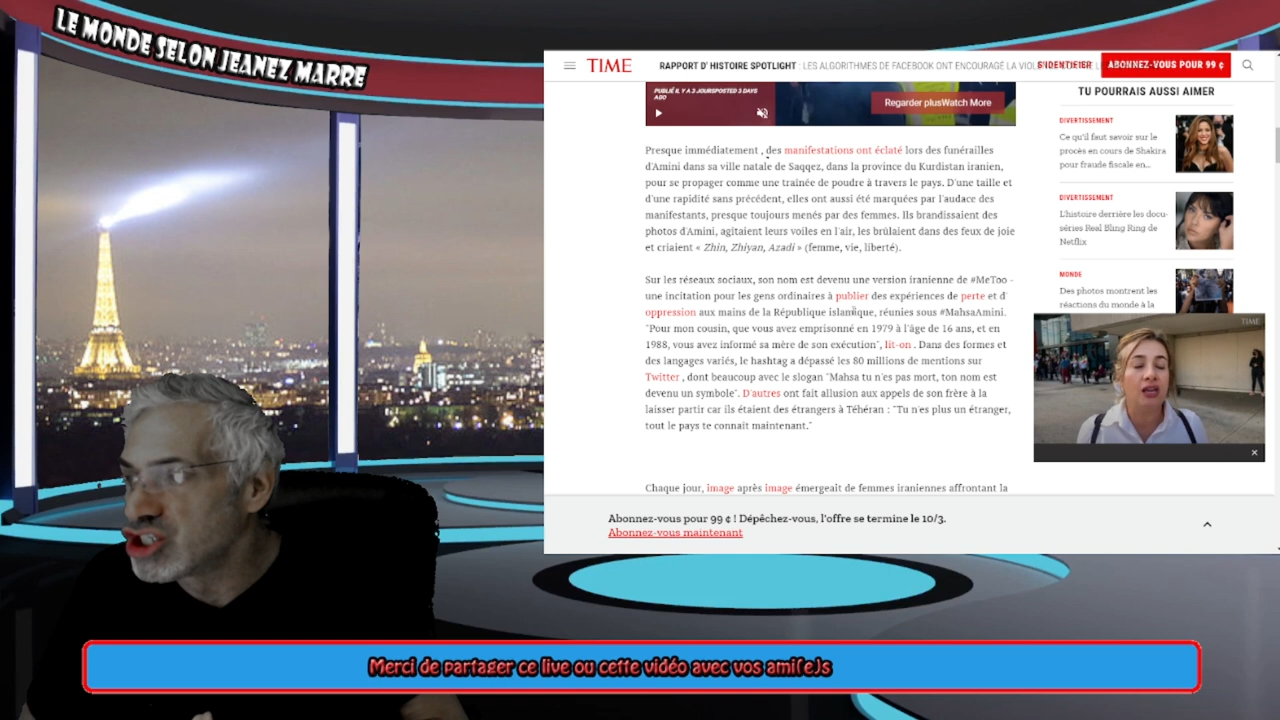 LE MONDE SELON JEANEZ MARRE
TIME
RAPPORT D' HISTOIRE SPOTLIGHT : LES ALGORITHMES DE FACEBOOK ONT ENCOURAGÉ LA VIOL
S'IDENTIFIER
ABONNEZ-VOUS POUR 99 ¢
PUBLIÉ IL Y A 3 JOURSPOSTED 3 DAYS
AGO
Regarder plusWatch More
Presque immédiatement , des manifestations ont éclaté lors des funérailles
d'Amini dans sa ville natale de Saqqez, dans la province du Kurdistan iranien,
pour se propager comme une traînée de poudre à travers le pays. D'une taille et
d'une rapidité sans précédent, elles ont aussi été marquées par l'audace des
manifestants, presque toujours menés par des femmes. Ils brandissaient des
photos d'Amini, agitaient leurs voiles en l'air, les brûlaient dans des feux de joie
et criaient « Zhin, Zhiyan, Azadi » (femme, vie, liberté).
Sur les réseaux sociaux, son nom est devenu une version iranienne de #MeToo -
une incitation pour les gens ordinaires à publier des expériences de perte et d'
oppression aux mains de la République islamique, réunies sous #MahsaAmini.
"Pour mon cousin, que vous avez emprisonné en 1979 à l'âge de 16 ans, et en
1988, vous avez informé sa mère de son exécution", lit-on . Dans des formes et
des langages variés, le hashtag a dépassé les 80 millions de mentions sur
Twitter , dont beaucoup avec le slogan "Mahsa tu n'es pas mort, ton nom est
devenu un symbole". D'autres ont fait allusion aux appels de son frère à la
laisser partir car ils étaient des étrangers à Téhéran : "Tu n'es plus un étranger,
tout le pays te connaît maintenant."
Chaque jour, image après image émergeait de femmes iraniennes affrontant la
TU POURRAIS AUSSI AIMER
DIVERTISSEMENT
Ce qu'il faut savoir sur le
procès en cours de Shakira
pour fraude fiscale en...
DIVERTISSEMENT
L'histoire derrière les docu-
séries Real Bling Ring de
Netflix
MONDE
Des photos montrent les
réactions du monde à la
TIME
Abonnez-vous pour 99 ¢ ! Dépêchez-vous, l'offre se termine le 10/3.
Abonnez-vous maintenant
Merci de partager ce live ou cette vidéo avec vos ami(e)s